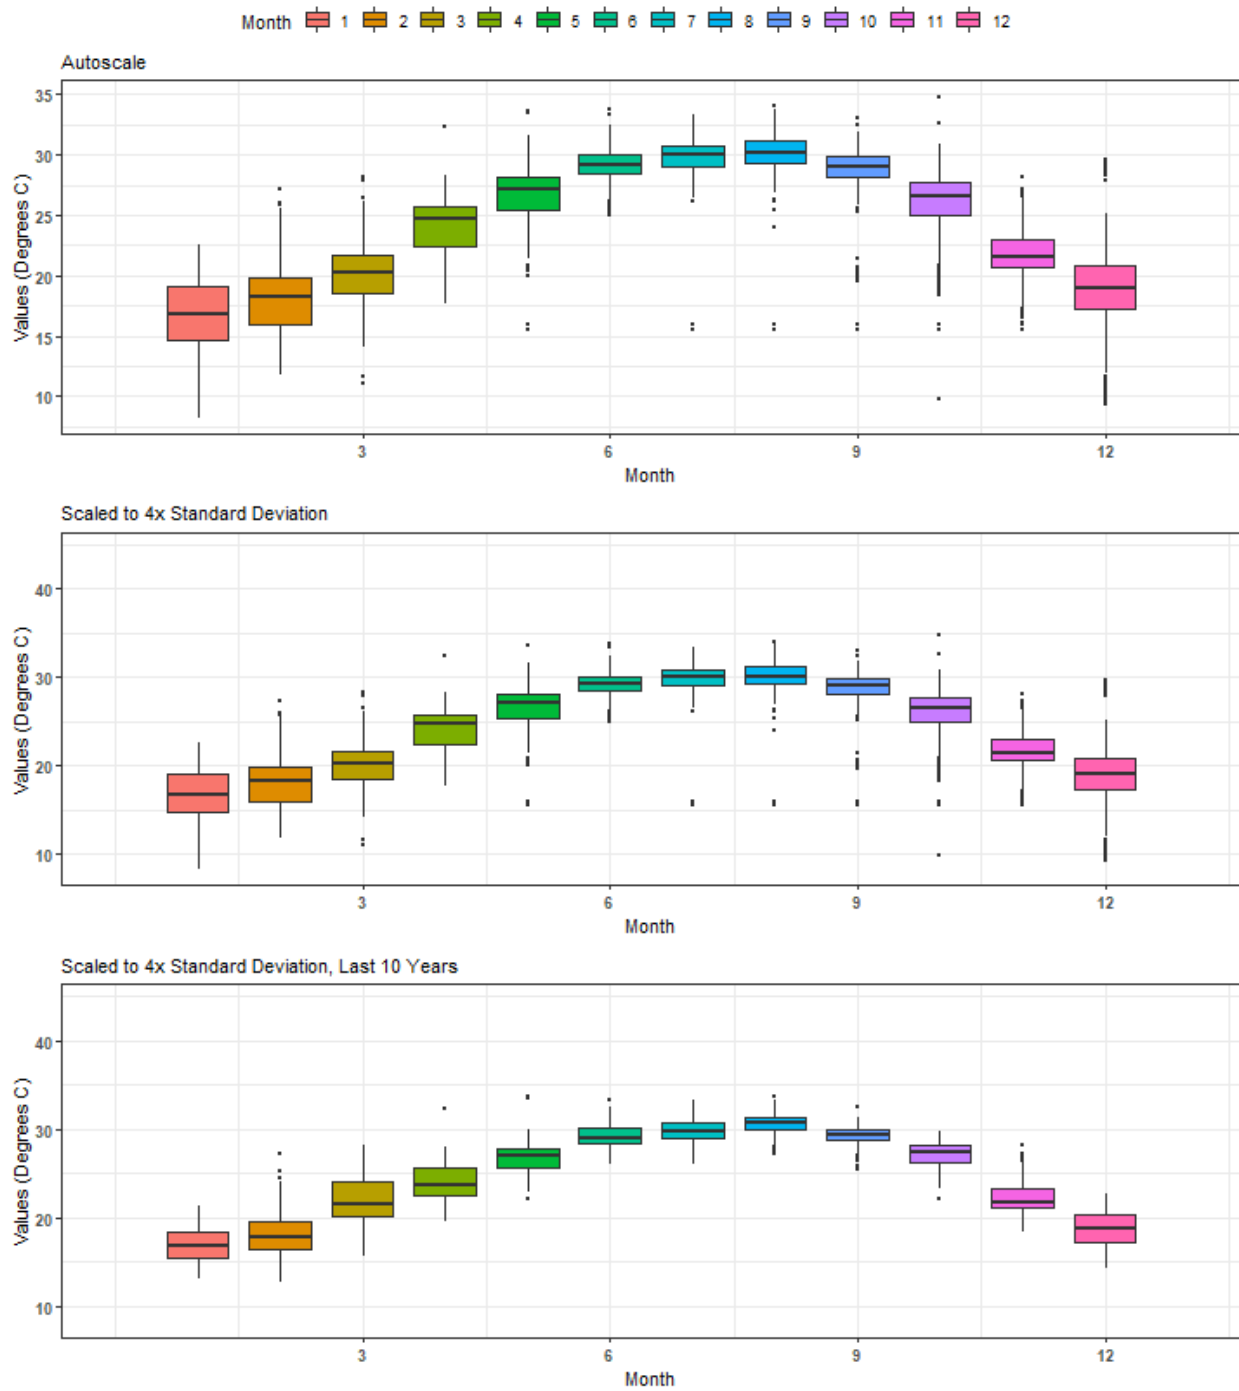 Month 1 2 3 4 5 6 7 8 9 10 11 12
Autoscale
Values (Degrees C)
35
30
25
20
15
10
3 6 9 12
Month
Scaled to 4x Standard Deviation
Values (Degrees C)
40
30
20
10
3 6 9 12
Month
Scaled to 4x Standard Deviation, Last 10 Years
Values (Degrees C)
40
30
20
10
3 6 9 12
Month